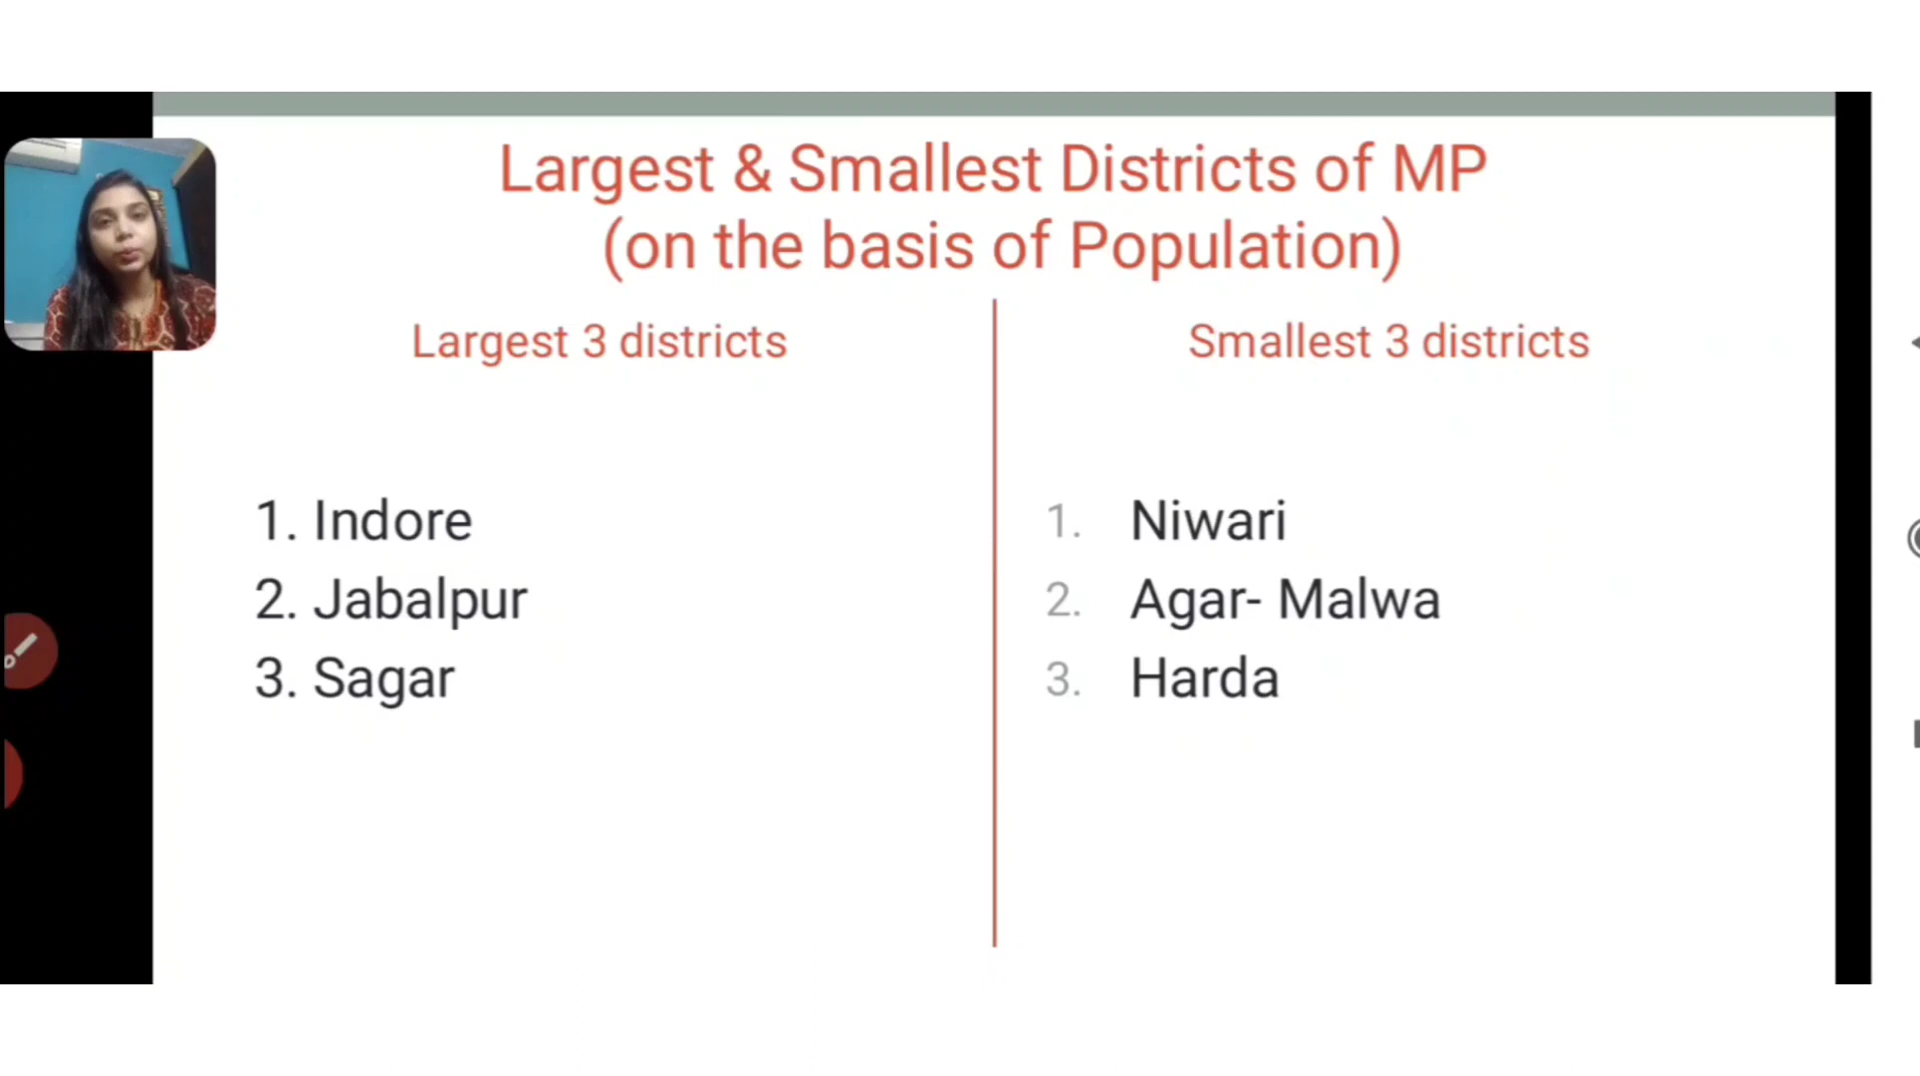 Largest & Smallest Districts of MP
(on the basis of Population)
Largest 3 districts
1. Indore
2. Jabalpur
3. Sagar
Smallest 3 districts
1. Niwari
2. Agar- Malwa
3. Harda